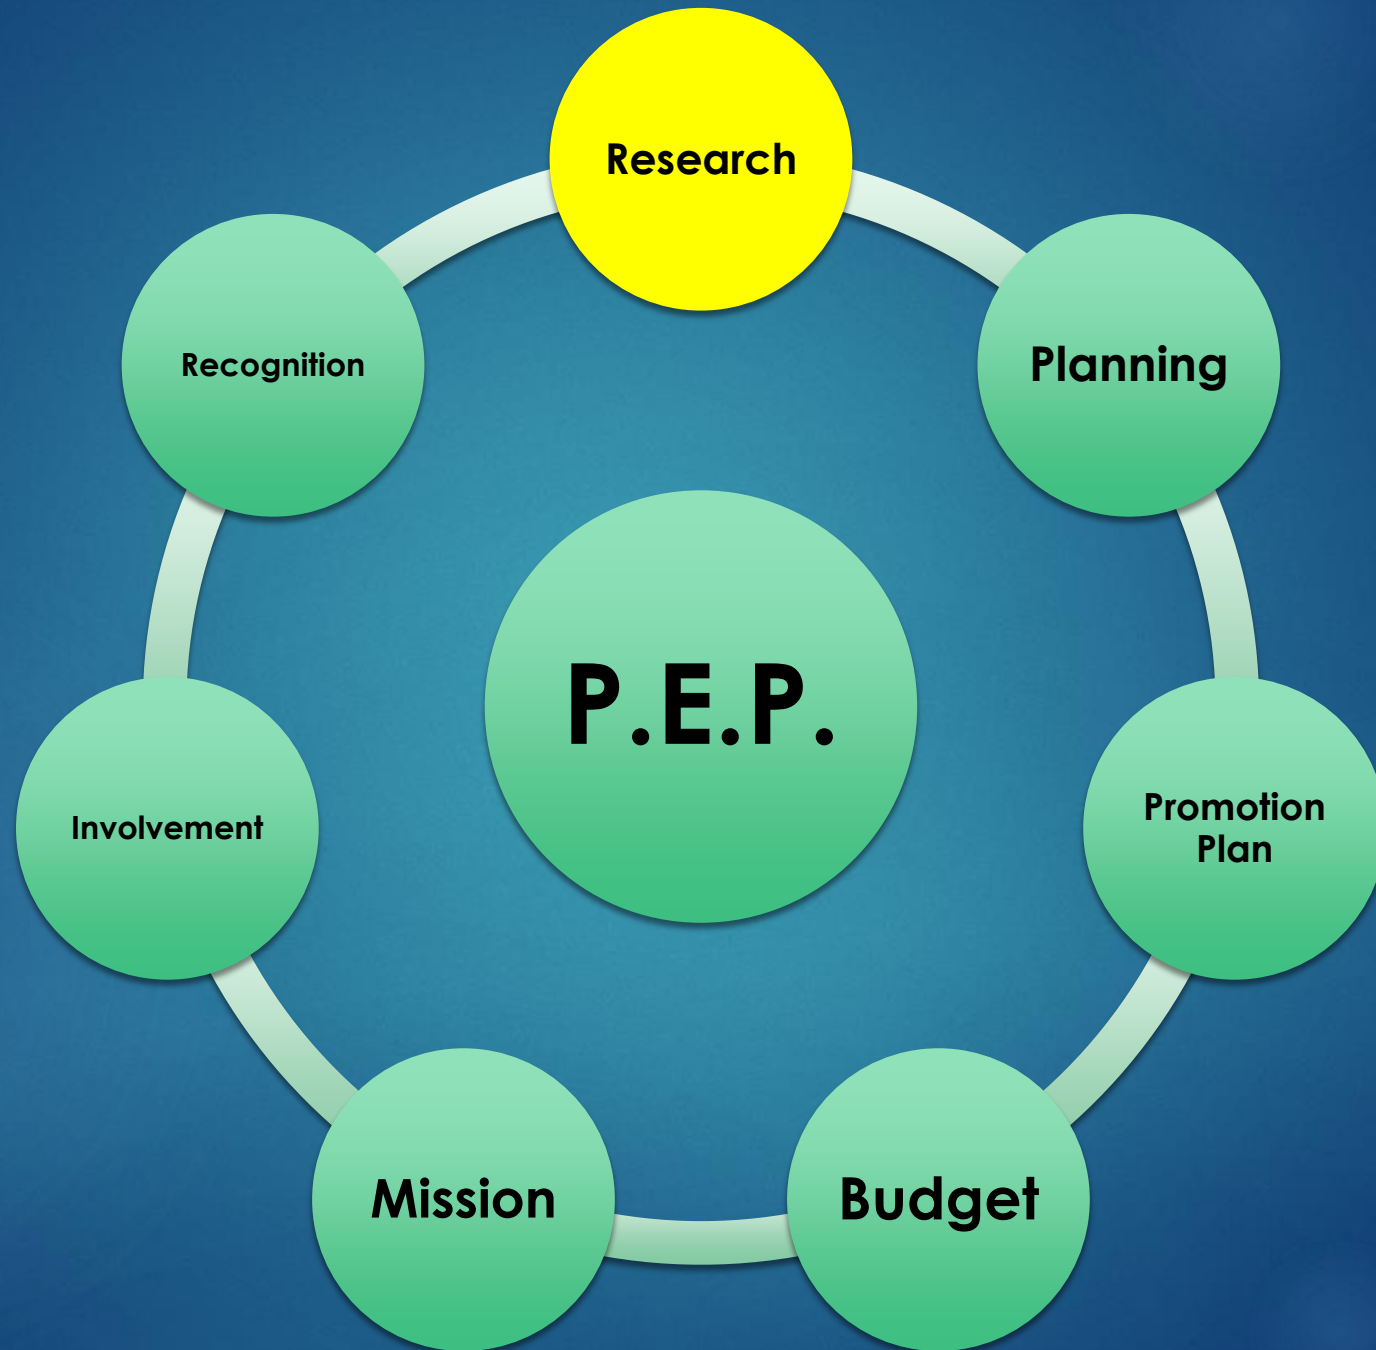 Research
Planning
Recognition
P.E.P.
Promotion
Plan
Involvement
Mission
Budget